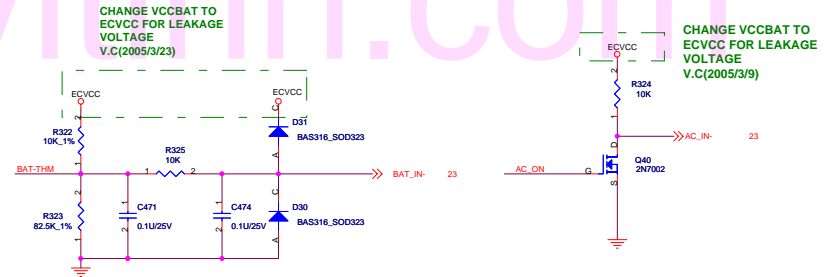 CHANGE VCCBAT TO
ECVCC FOR LEAKAGE
VOLTAGE
V.C(2005/3/23)
ECVCC
ECVCC
2
R322
10K_1%
1
BAT-THM
2
R323
82.5K_1%
1
R325
10K
1
2
1
C471
0.1U/25V
2
1
C474
0.1U/25V
2
C
D31
BAS316_SOD323
A
C
D30
BAS316_SOD323
A
BAT_IN-
23
CHANGE VCCBAT TO
ECVCC FOR LEAKAGE
VOLTAGE
V.C(2005/3/9)
ECVCC
2
R324
10K
1
AC_IN-
23
AC_ON
D
G
S
Q40
2N7002